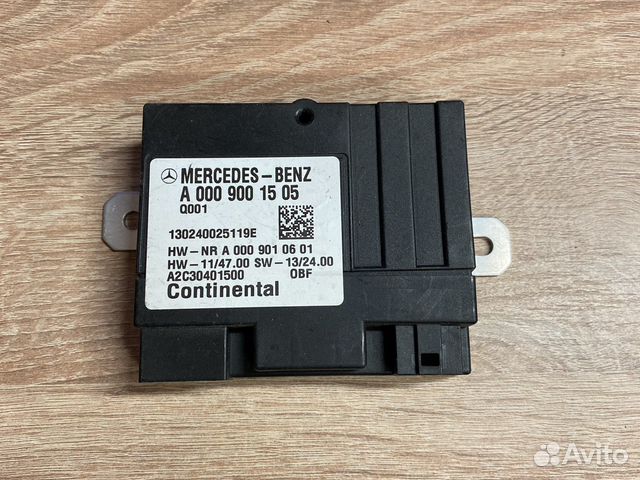 MERCEDES-BENZ
A 000 900 15 05
Q001
130240025119E
HW-NR A 000 901 06 01
HW-11/47.00 SW-13/24.00
A2C30401500 OBF
Continental
Avito